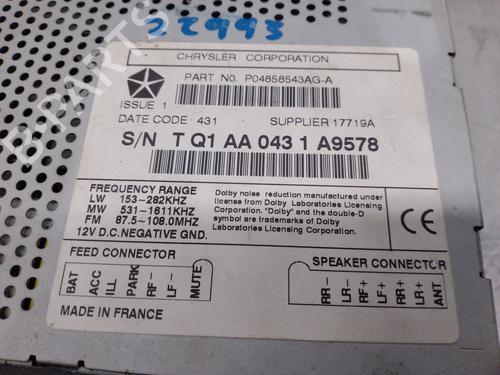 22993
CHRYSLER CORPORATION
PART NO. P04858543AG-A
ISSUE 1
DATE CODE 431 SUPPLIER 17719A
S/N T Q1 AA 043 1 A9578
FREQUENCY RANGE
LW 153~282KHZ
MW 531~1611KHZ
FM 87.5~108.0MHZ
12V D.C. NEGATIVE GND.
Dolby noise reduction manufactured under
license from Dolby Laboratories Licensing
Corporation. "Dolby" and the double-D
symbol are trademarks of Dolby
Laboratories Licensing Corporation.
CE
FEED CONNECTOR
BAT
ACC
ILL
PARK
RF-
LF-
MUTE
SPEAKER CONNECTOR
RR-
LR-
RF+
LF+
RR+
LR+
ANT
MADE IN FRANCE